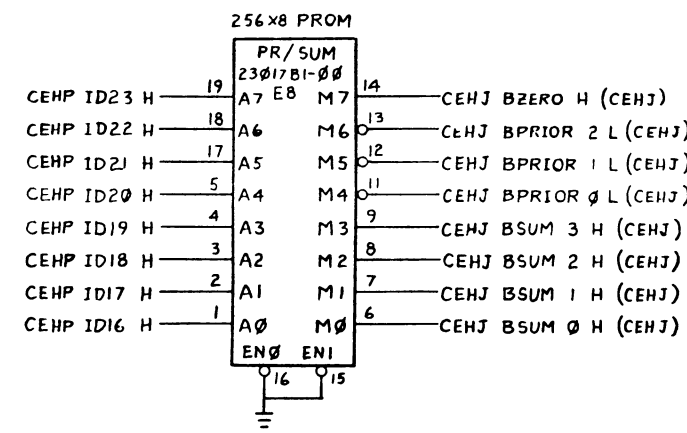 256×8 PROM
PR/SUM
23Ø17B1-ØØ
E8
CEHP ID23 H 19 A7 M7 14 CEHJ BZERO H (CEHJ)
CEHP ID22 H 18 A6 M6 13 CEHJ BPRIOR 2 L (CEHJ)
CEHP ID21 H 17 A5 M5 12 CEHJ BPRIOR 1 L (CEHJ)
CEHP ID2Ø H 5 A4 M4 11 CEHJ BPRIOR Ø L (CEHJ)
CEHP ID19 H 4 A3 M3 9 CEHJ BSUM 3 H (CEHJ)
CEHP ID18 H 3 A2 M2 8 CEHJ BSUM 2 H (CEHJ)
CEHP ID17 H 2 A1 M1 7 CEHJ BSUM 1 H (CEHJ)
CEHP ID16 H 1 AØ MØ 6 CEHJ BSUM Ø H (CEHJ)
ENØ EN1
16 15